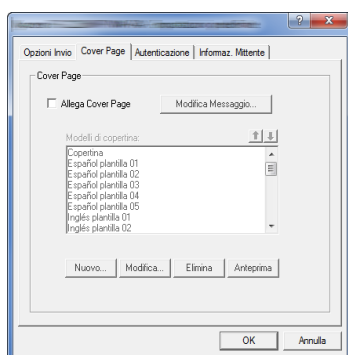 Opzioni Invio Cover Page Autenticazione Informaz. Mittente
Cover Page
Allega Cover Page Modifica Messaggio...
Modelli di copertina:
Copertina
Español plantilla 01
Español plantilla 02
Español plantilla 03
Español plantilla 04
Español plantilla 05
Inglés plantilla 01
Inglés plantilla 02
Nuovo... Modifica... Elimina Anteprima
OK Annulla